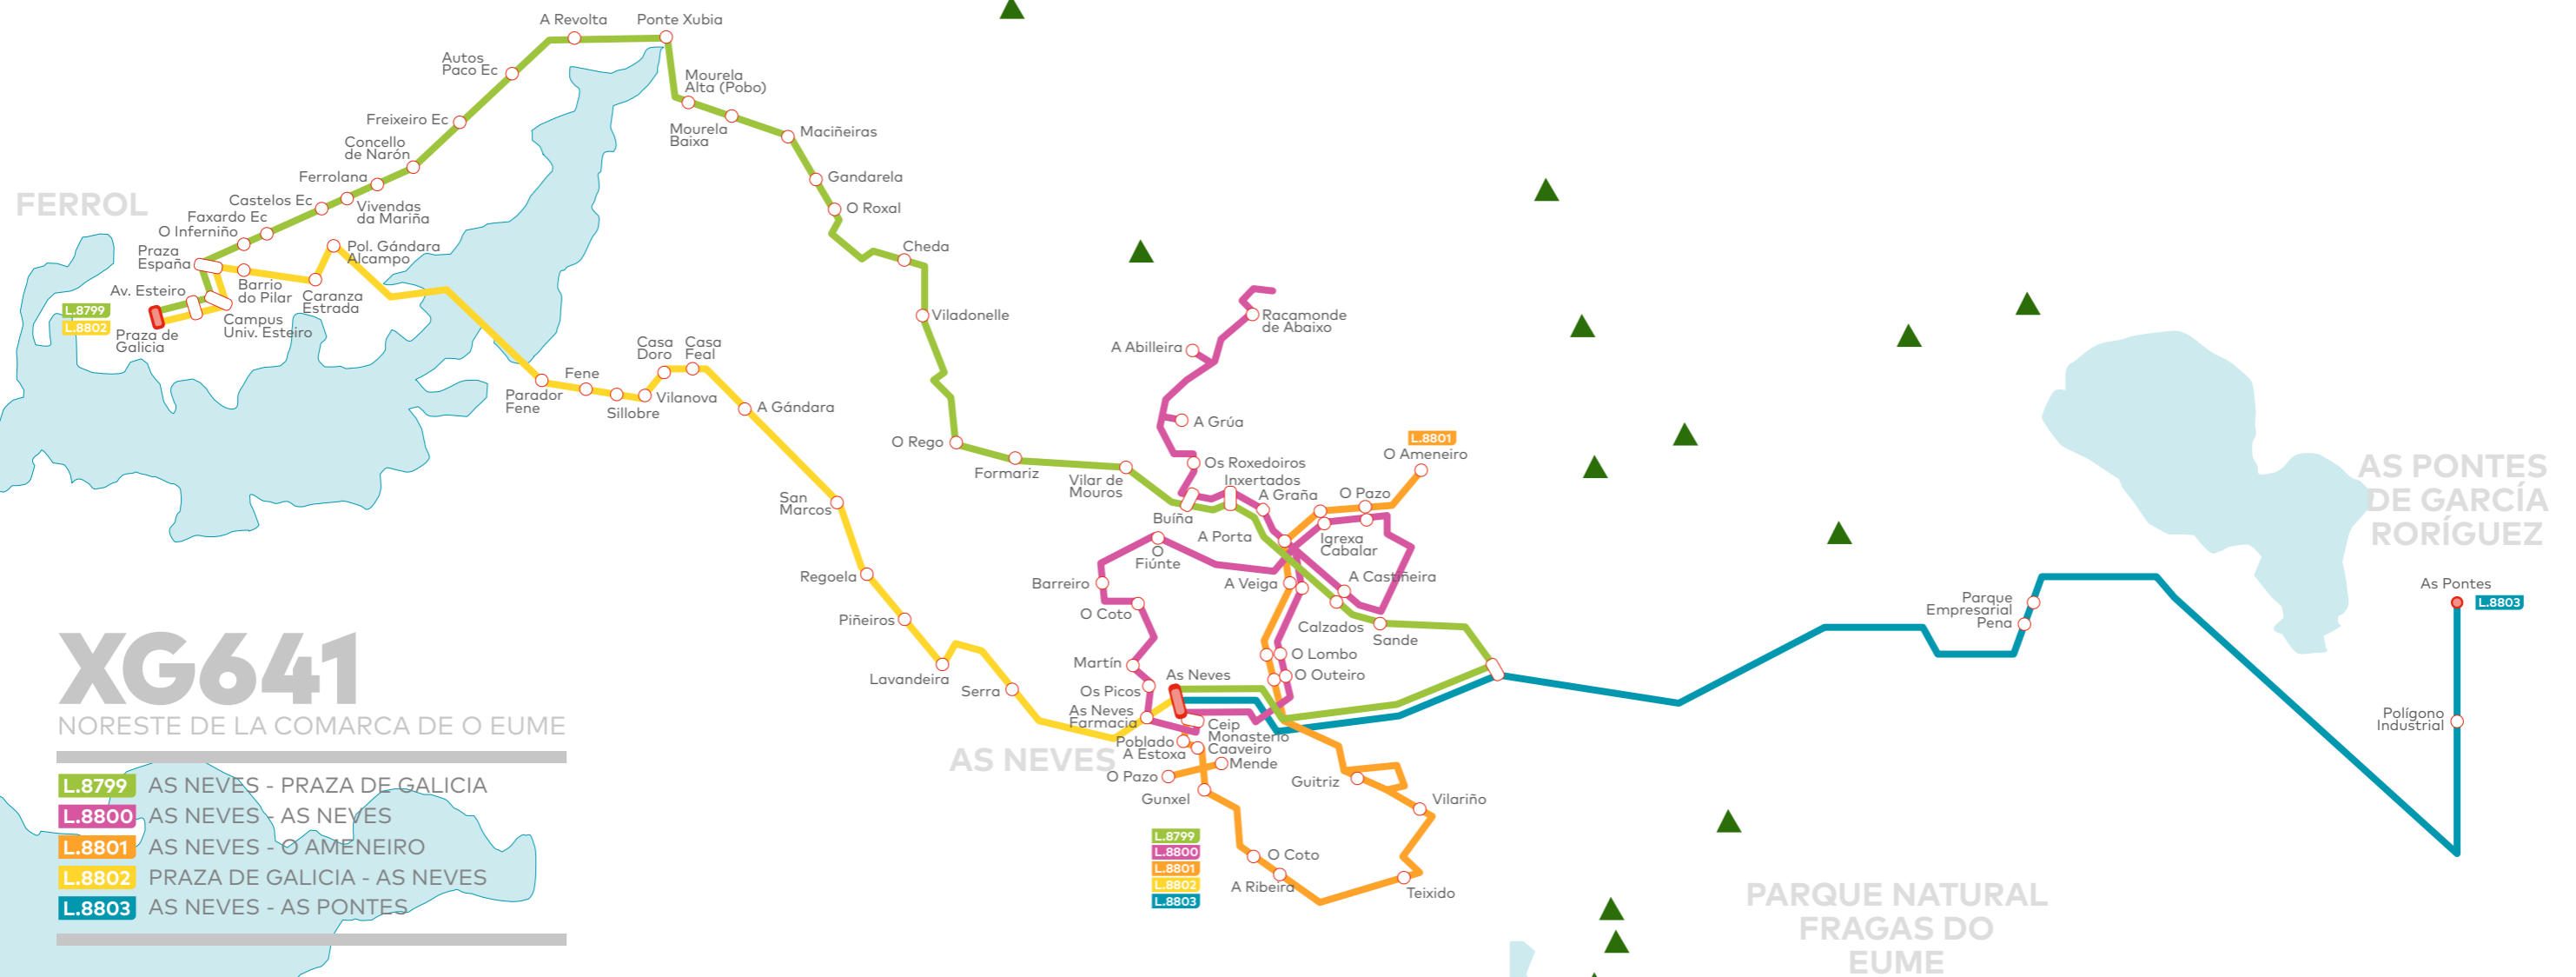 A Revolta
Ponte Xubia
Autos
Paco Ec
Mourela
Alta (Pobo)
Freixeiro Ec
Mourela
Baixa
Maciñeiras
Concello
de Narón
Ferrolana
Gandarela
FERROL
Castelos Ec
Vivendas
da Mariña
O Roxal
Faxardo Ec
O Inferniño
Praza
España
Pol. Gándara
Alcampo
Cheda
Av. Esteiro
Barrio
do Pilar
Caranza
Estrada
L.8799
L.8802
Campus
Univ. Esteiro
Praza de
Galicia
Viladonelle
Racamonde
de Abaixo
Casa
Doro
Casa
Feal
A Abilleira
Fene
Parador
Fene
Sillobre
Vilanova
A Gándara
A Grúa
O Rego
Formariz
Vilar de
Mouros
Os Roxedoiros
Inxertados
L.8801
O Ameneiro
A Graña
O Pazo
San
Marcos
Buíña
A Porta
Igrexa
Cabalar
O
Fiúnte
AS PONTES
DE GARCÍA
RORÍGUEZ
Regoela
Barreiro
A Veiga
A Castiñeira
As Pontes
L.8803
O Coto
Piñeiros
Calzados
Sande
Parque
Empresarial
Pena
XG641
NORESTE DE LA COMARCA DE O EUME
Lavandeira
Serra
Martín
O Lombo
Os Picos
As Neves
O Outeiro
As Neves
Farmacia
Ceip
Monasterio
Caaveiro
Polígono
Industrial
AS NEVES
Poblado
A Estoxa
O Pazo
Mende
Guitriz
Gunxel
Vilariño
L.8799 AS NEVES - PRAZA DE GALICIA
L.8800 AS NEVES - AS NEVES
L.8801 AS NEVES - O AMENEIRO
L.8802 PRAZA DE GALICIA - AS NEVES
L.8803 AS NEVES - AS PONTES
L.8799
L.8800
L.8801
L.8802
L.8803
O Coto
A Ribeira
Teixido
PARQUE NATURAL
FRAGAS DO
EUME